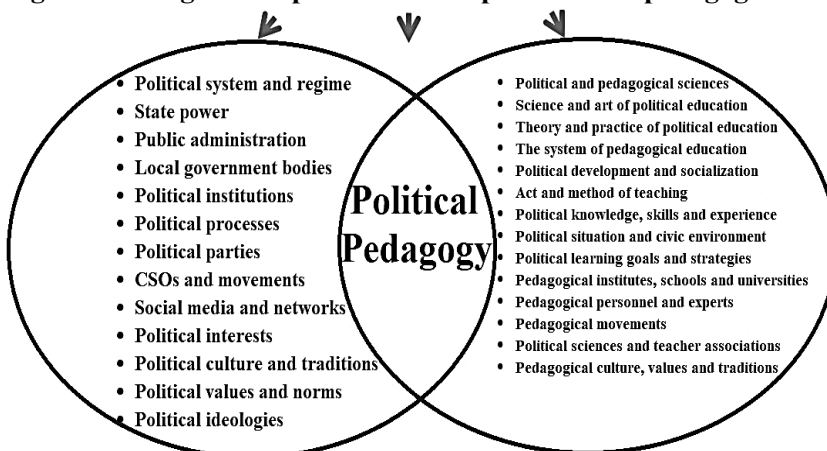 • Political system and regime
• State power
• Public administration
• Local government bodies
• Political institutions
• Political processes
• Political parties
• CSOs and movements
• Social media and networks
• Political interests
• Political culture and traditions
• Political values and norms
• Political ideologies
Political
Pedagogy
• Political and pedagogical sciences
• Science and art of political education
• Theory and practice of political education
• The system of pedagogical education
• Political development and socialization
• Act and method of teaching
• Political knowledge, skills and experience
• Political situation and civic environment
• Political learning goals and strategies
• Pedagogical institutes, schools and universities
• Pedagogical personnel and experts
• Pedagogical movements
• Political sciences and teacher associations
• Pedagogical culture, values and traditions